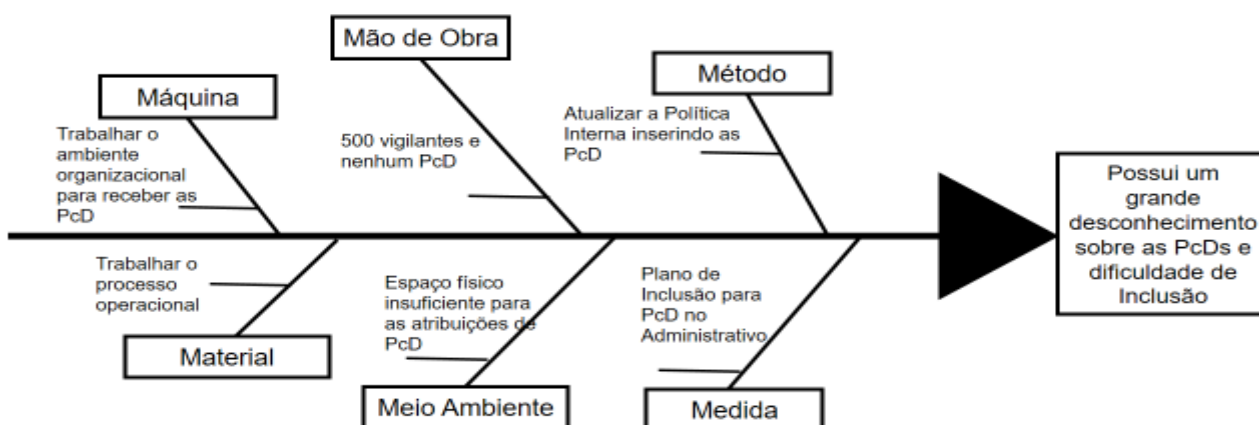 Mão de Obra
Método
Máquina
Trabalhar o
ambiente
organizacional
para receber as
PcD
500 vigilantes e
nenhum PcD
Atualizar a Política
Interna inserindo as
PcD
Possui um
grande
desconhecimento
sobre as PcDs e
dificuldade de
Inclusão
Trabalhar o
processo
operacional
Espaço físico
insuficiente para
as atribuições de
PcD
Plano de
Inclusão para
PcD no
Administrativo
Material
Meio Ambiente
Medida